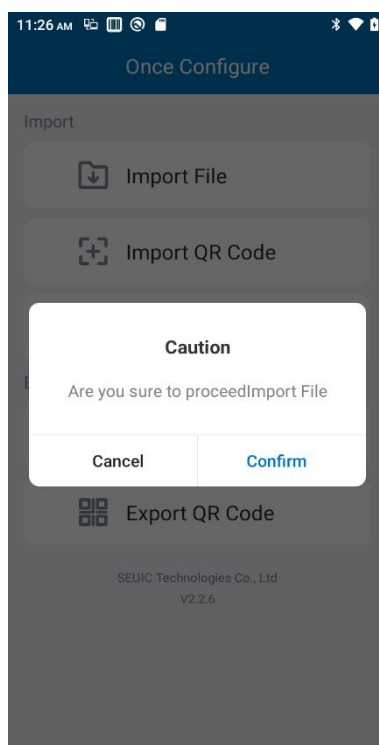 11:26 AM
Once Configure
Import
Import File
Import QR Code
Caution
Are you sure to proceedImport File
Cancel
Confirm
Export QR Code
SEUIC Technologies Co., Ltd
V2.2.6